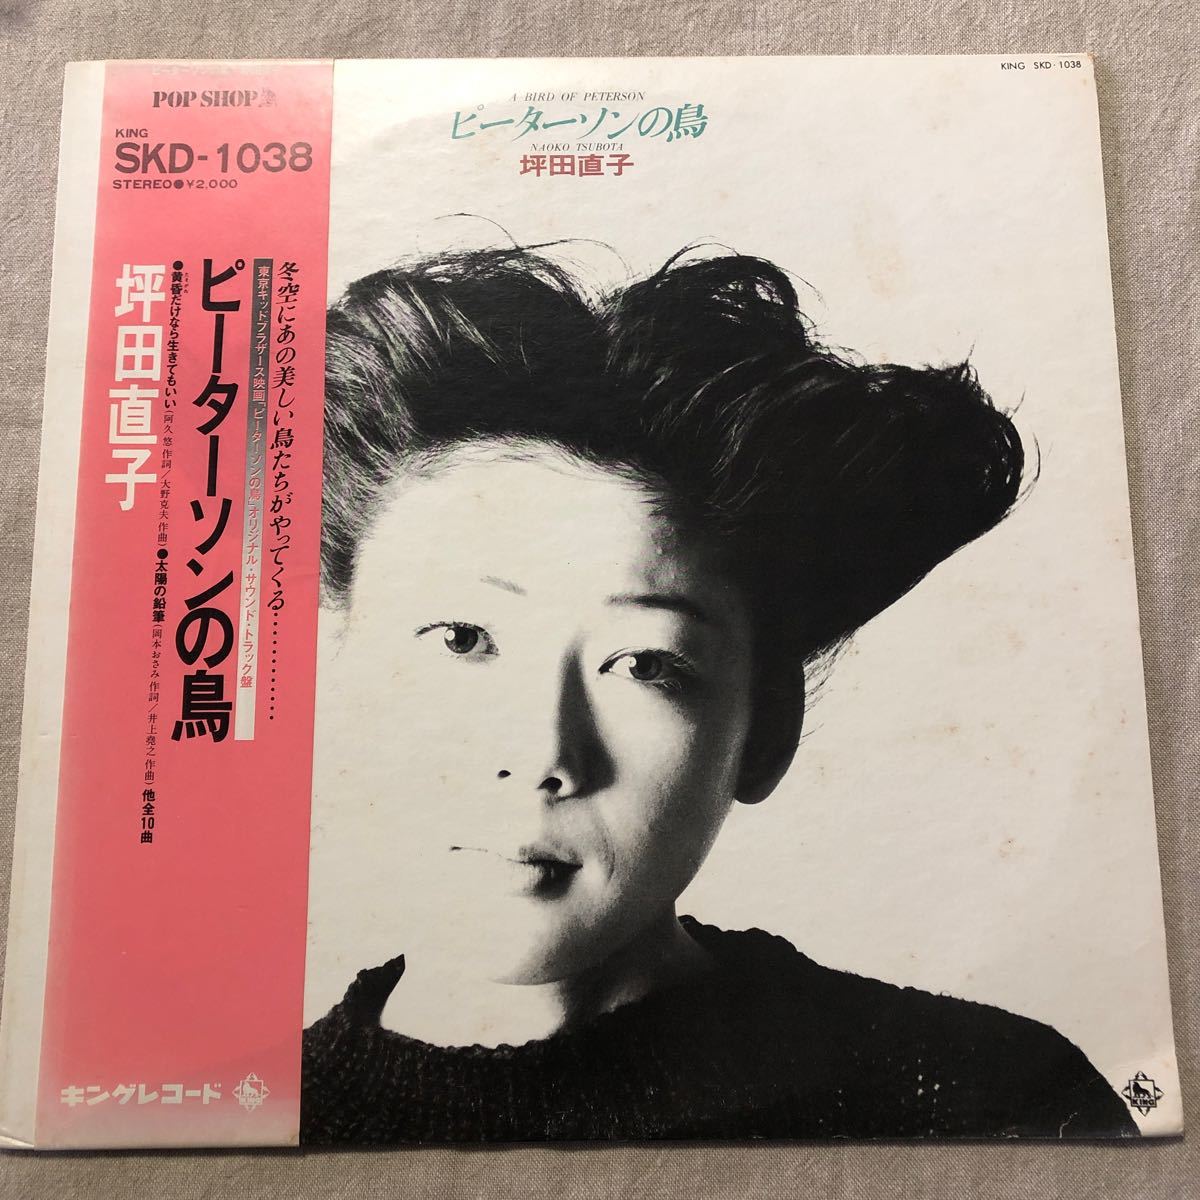 POP SHOP
KING
SKD-1038
STEREO●¥2,000
冬空にあの美しい鳥たちがやってくる…………
東京キッドブラザース映画「ピーターソンの鳥」オリジナル・サウンド・トラック盤
ピーターソンの鳥
●黄昏だけなら生きてもいい(阿久悠 作詞/大野克夫 作曲)●太陽の鉛筆(岡本おさみ 作詞/井上堯之 作曲)他全10曲
たそがれ
坪田直子
キングレコード
KING
KING SKD-1038
A BIRD OF PETERSON
ピーターソンの鳥
NAOKO TSUBOTA
坪田直子
KING